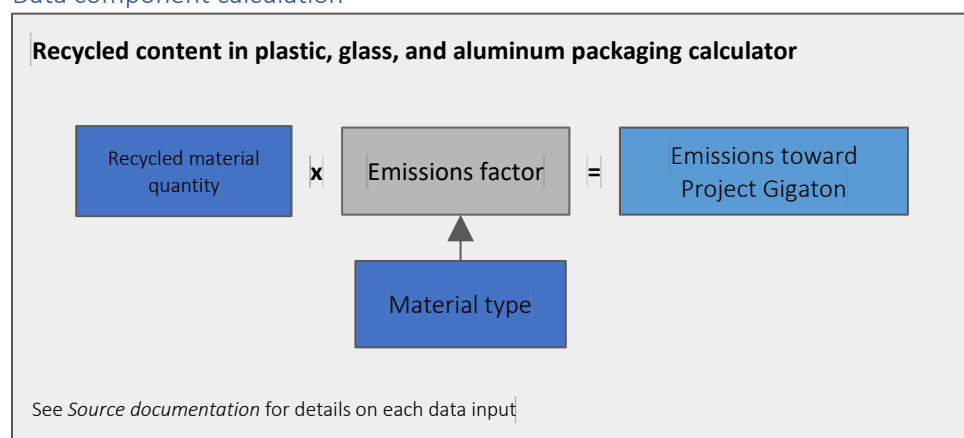 Data component calculation
Recycled content in plastic, glass, and aluminum packaging calculator
Recycled material
quantity
x
Emissions factor
=
Emissions toward
Project Gigaton
Material type
See Source documentation for details on each data input